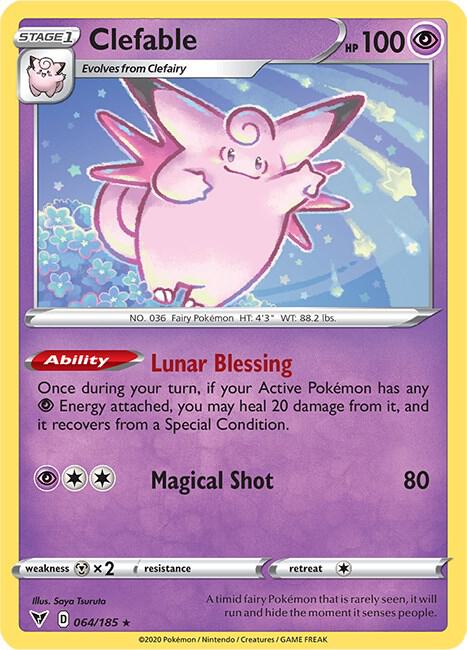 STAGE 1 Clefable HP 100
Evolves from Clefairy
NO. 036 Fairy Pokémon HT: 4'3" WT: 88.2 lbs.
Ability Lunar Blessing
Once during your turn, if your Active Pokémon has any
Energy attached, you may heal 20 damage from it, and
it recovers from a Special Condition.
Magical Shot 80
weakness ×2 resistance retreat
Illus. Saya Tsuruta
A timid fairy Pokémon that is rarely seen, it will
run and hide the moment it senses people.
D 064/185 ★
©2020 Pokémon / Nintendo / Creatures / GAME FREAK